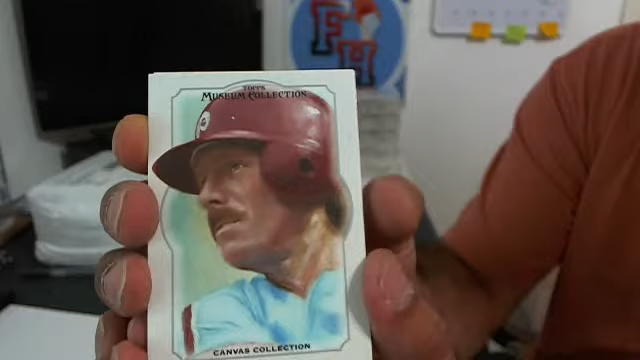 FH
TOPPS
MUSEUM COLLECTION
P
CANVAS COLLECTION